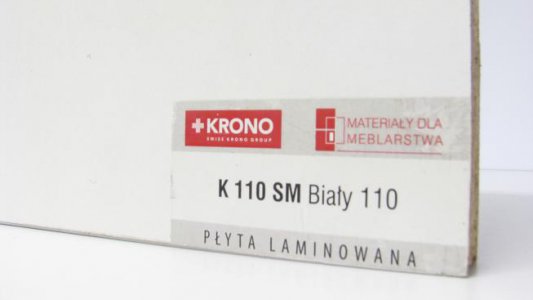 KRONO
SWISS KRONO GROUP
MATERIAŁY DLA
MEBLARSTWA
K 110 SM Biały 110
PŁYTA LAMINOWANA